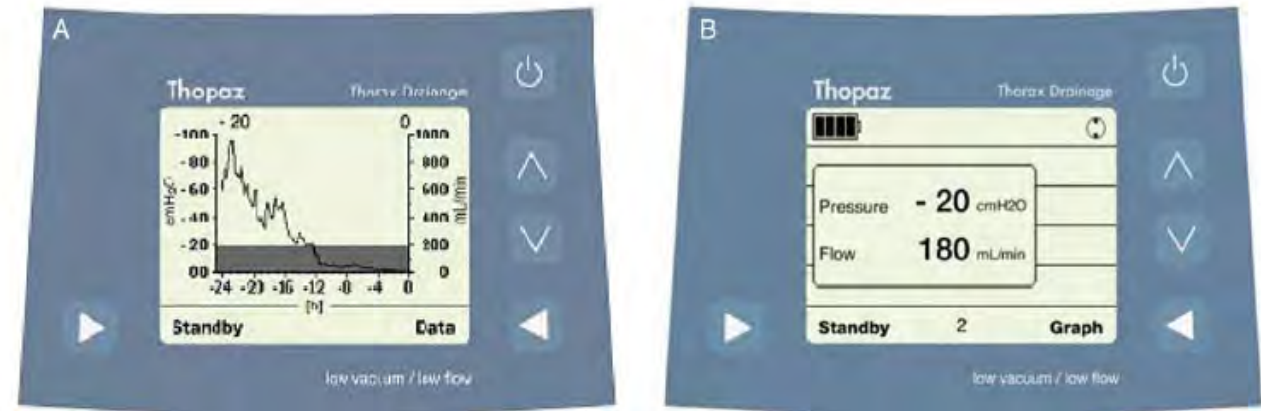 A
Thopaz
Thorax Drainage
- 20 0
-100 1000
- 80 800
- 60 600
- 40 400
- 20 200
00 0
cmH2O
mL/min
-24 -20 -16 -12 -8 -4 0
[h]
Standby Data
low vacuum / low flow
B
Thopaz
Thorax Drainage
Pressure - 20 cmH2O
Flow 180 mL/min
Standby 2 Graph
low vacuum / low flow